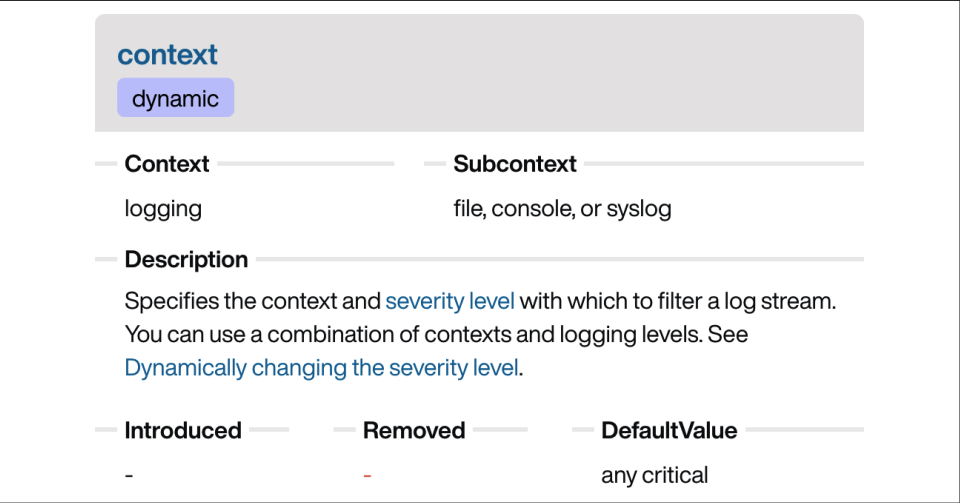 context
dynamic
Context Subcontext
logging file, console, or syslog
Description
Specifies the context and severity level with which to filter a log stream.
You can use a combination of contexts and logging levels. See
Dynamically changing the severity level.
Introduced Removed DefaultValue
- - any critical